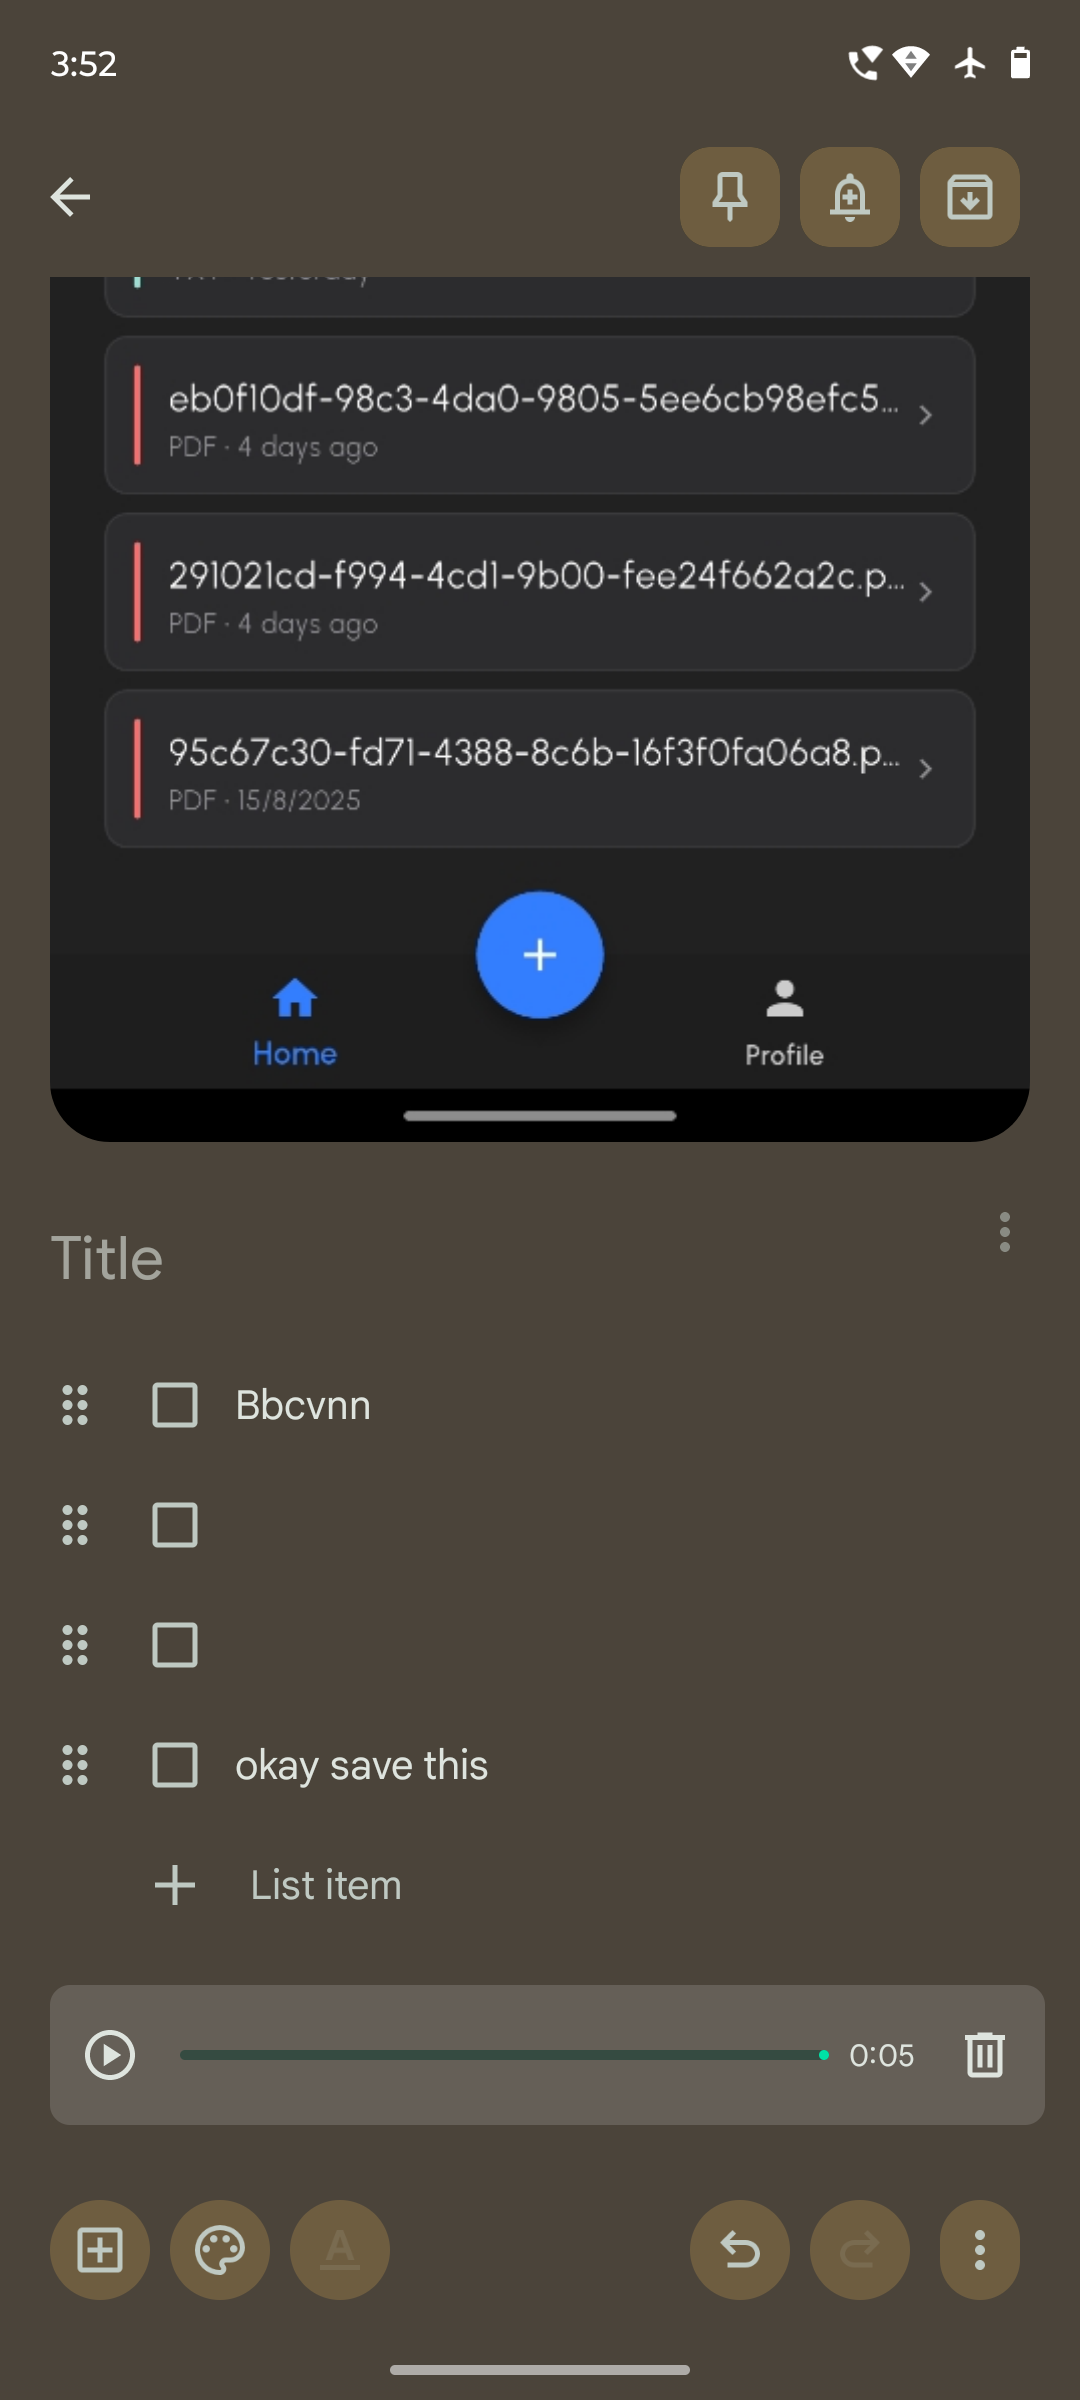 3:52
TXT · Yesterday
eb0f10df-98c3-4da0-9805-5ee6cb98efc5...
PDF · 4 days ago
291021cd-f994-4cd1-9b00-fee24f662a2c.p...
PDF · 4 days ago
95c67c30-fd71-4388-8c6b-16f3f0fa06a8.p...
PDF · 15/8/2025
Home
Profile
Title
Bbcvnn
okay save this
List item
0:05
A